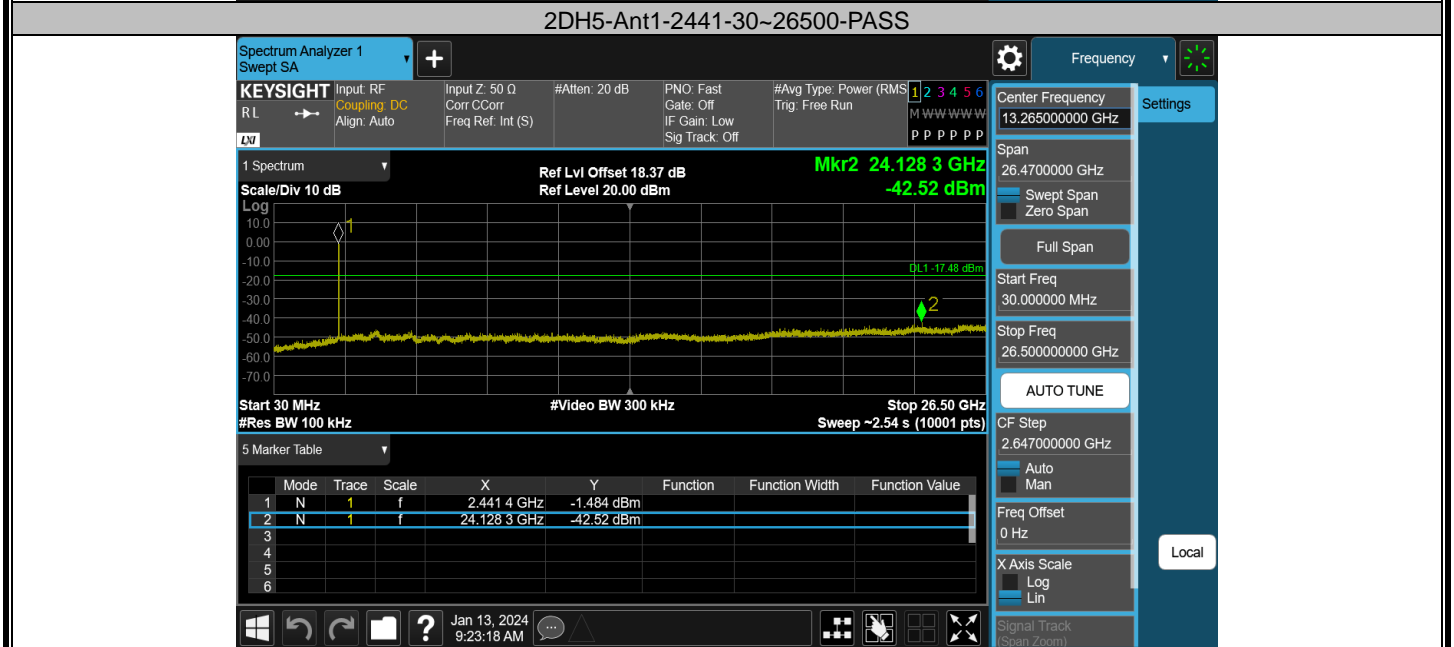 2DH5-Ant1-2441-30~26500-PASS
Spectrum Analyzer 1
Swept SA
Frequency
KEYSIGHT
R L
LXI
Input: RF
Coupling: DC
Align: Auto
Input Z: 50 Ω
Corr CCorr
Freq Ref: Int (S)
#Atten: 20 dB
PNO: Fast
Gate: Off
IF Gain: Low
Sig Track: Off
#Avg Type: Power (RMS
Trig: Free Run
1 2 3 4 5 6
M W W W W W
P P P P P P
Center Frequency
13.265000000 GHz
Settings
Span
26.4700000 GHz
Swept Span
Zero Span
Full Span
Start Freq
30.000000 MHz
Stop Freq
26.500000000 GHz
AUTO TUNE
CF Step
2.647000000 GHz
Auto
Man
Freq Offset
0 Hz
X Axis Scale
Log
Lin
Signal Track
(Span Zoom)
Local
1 Spectrum
Scale/Div 10 dB
Ref Lvl Offset 18.37 dB
Ref Level 20.00 dBm
Mkr2 24.128 3 GHz
-42.52 dBm
Log
10.0
0.00
-10.0
-20.0
-30.0
-40.0
-50.0
-60.0
-70.0
1
DL1 -17.48 dBm
2
Start 30 MHz
#Video BW 300 kHz
Stop 26.50 GHz
#Res BW 100 kHz
Sweep ~2.54 s (10001 pts)
5 Marker Table
Mode Trace Scale X Y Function Function Width Function Value
1 N 1 f 2.441 4 GHz -1.484 dBm
2 N 1 f 24.128 3 GHz -42.52 dBm
3
4
5
6
?
Jan 13, 2024
9:23:18 AM